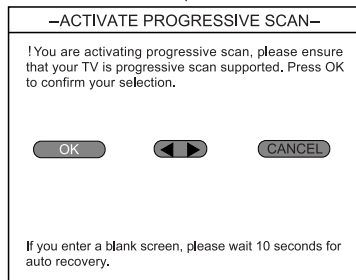 –ACTIVATE PROGRESSIVE SCAN–
!You are activating progressive scan, please ensure
that your TV is progressive scan supported. Press OK
to confirm your selection.
OK
CANCEL
If you enter a blank screen, please wait 10 seconds for
auto recovery.